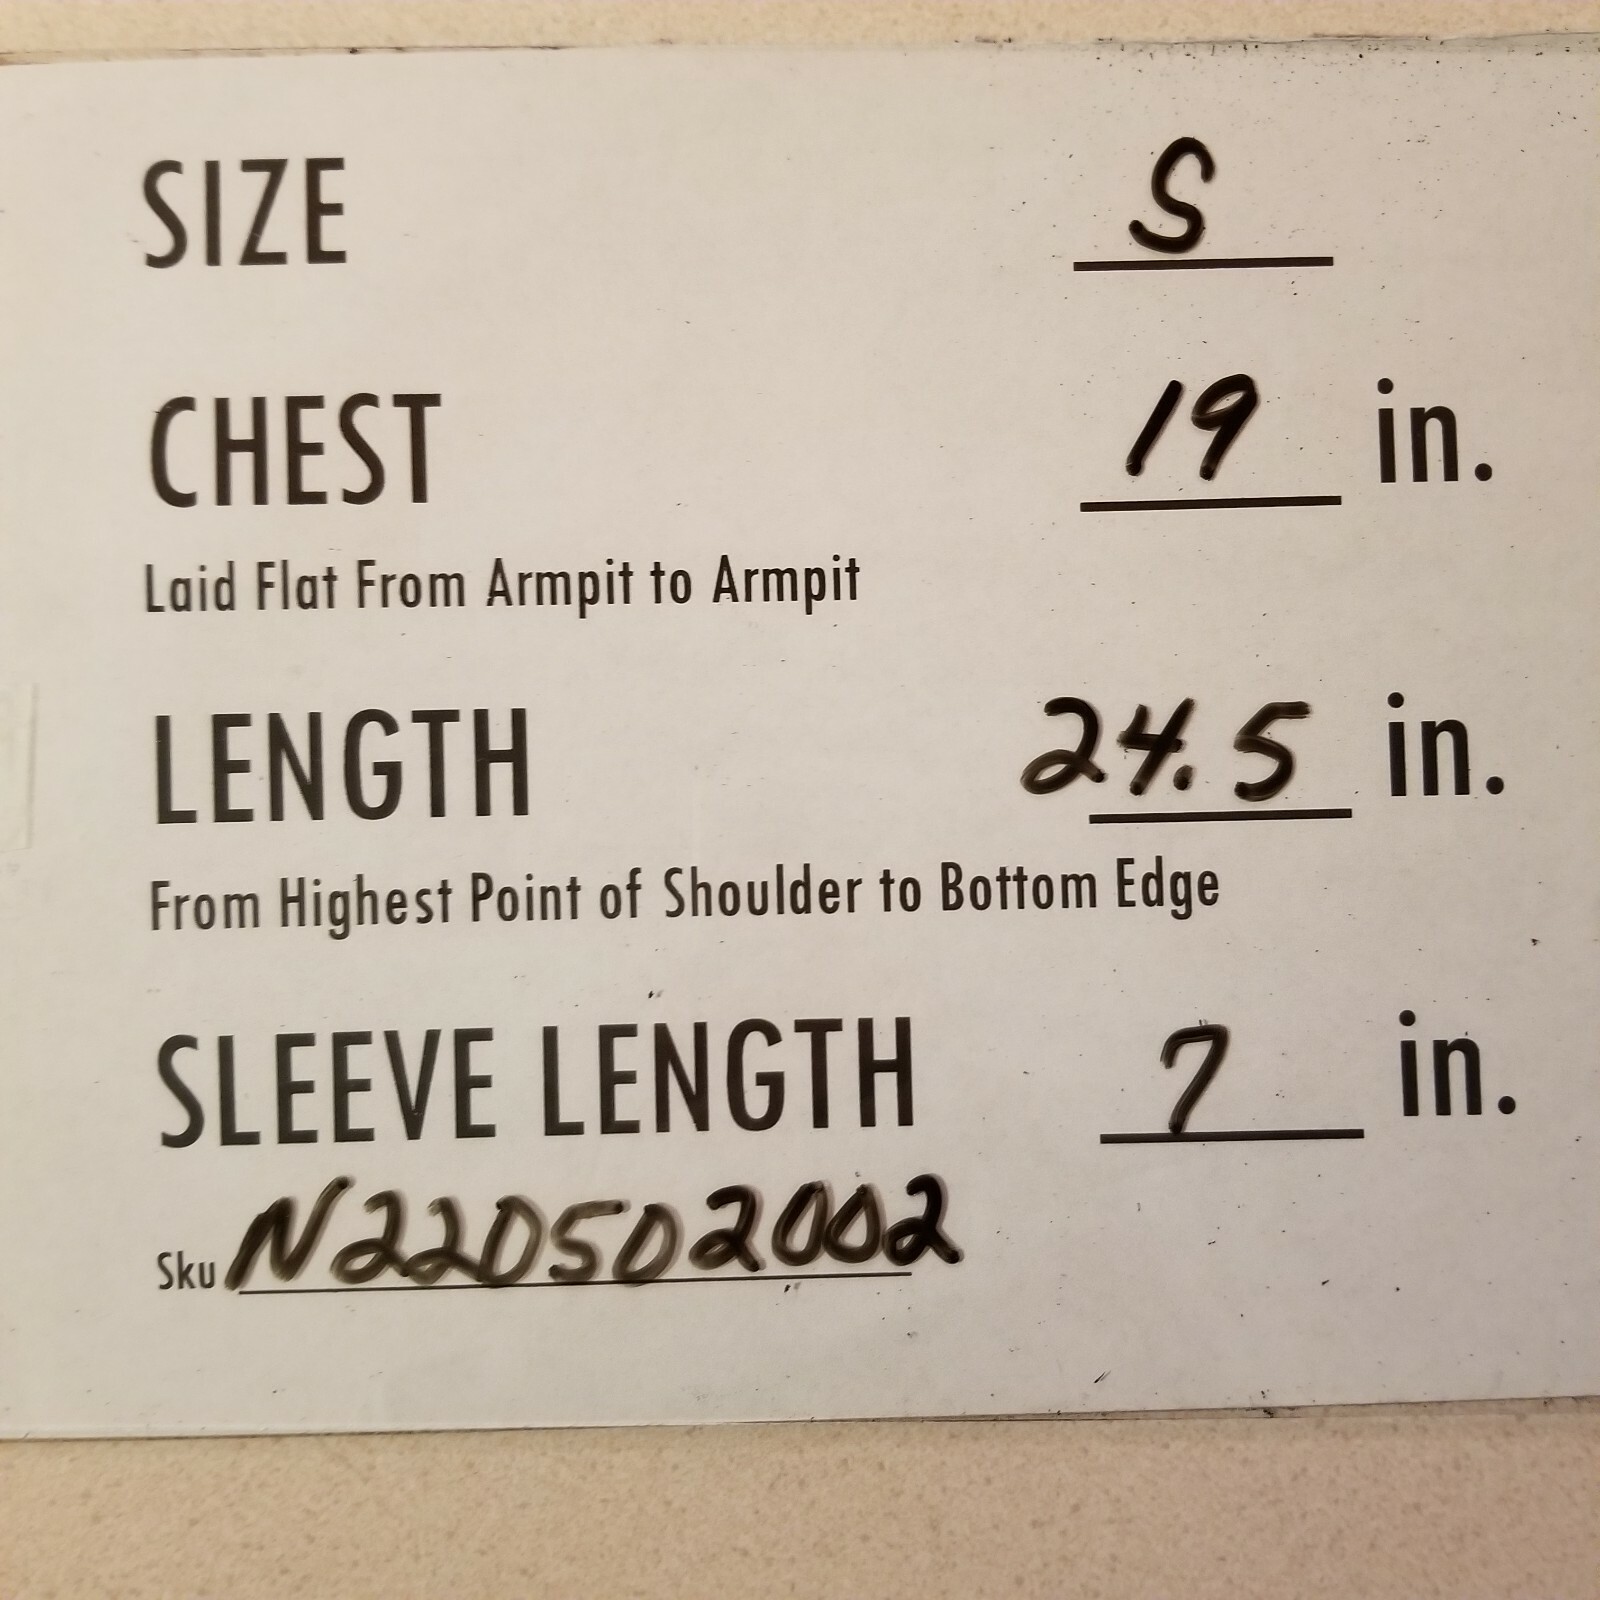 SIZE S
CHEST 19 in.
Laid Flat From Armpit to Armpit
LENGTH 24.5 in.
From Highest Point of Shoulder to Bottom Edge
SLEEVE LENGTH 7 in.
Sku N220502002